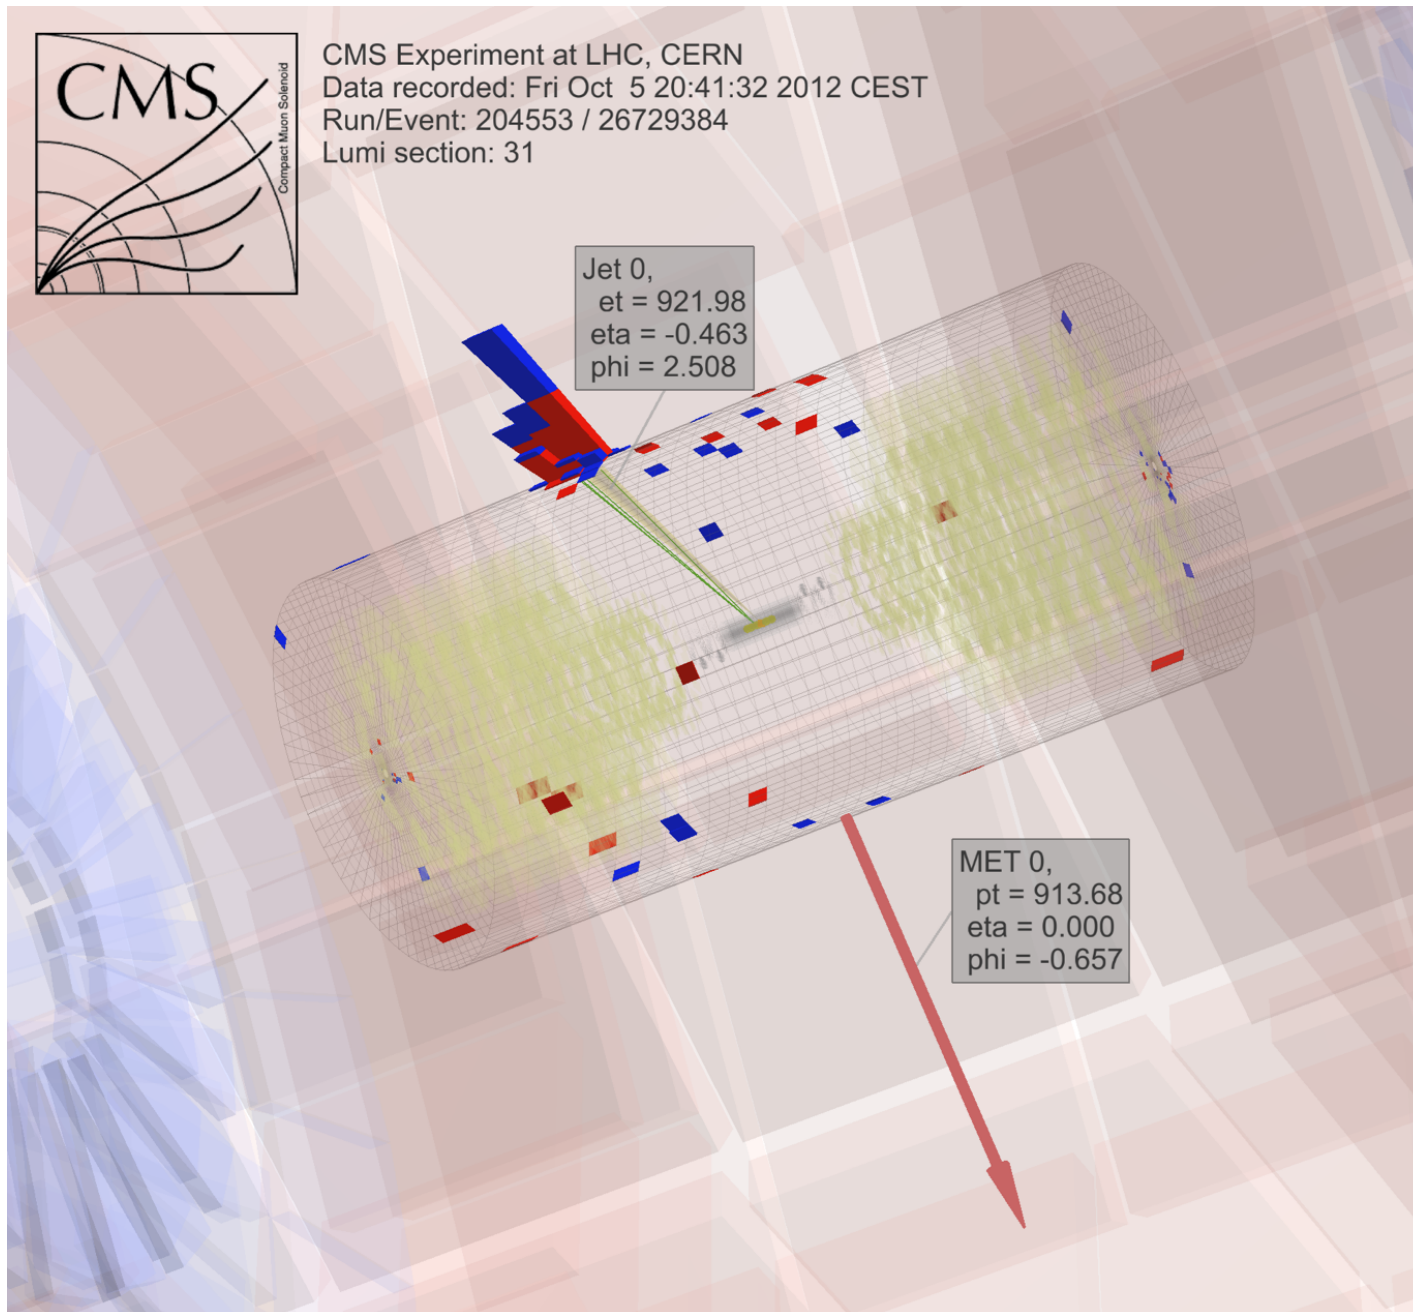 CMS
Compact Muon Solenoid
CMS Experiment at LHC, CERN
Data recorded: Fri Oct  5 20:41:32 2012 CEST
Run/Event: 204553 / 26729384
Lumi section: 31
Jet 0,
et = 921.98
eta = -0.463
phi = 2.508
MET 0,
pt = 913.68
eta = 0.000
phi = -0.657